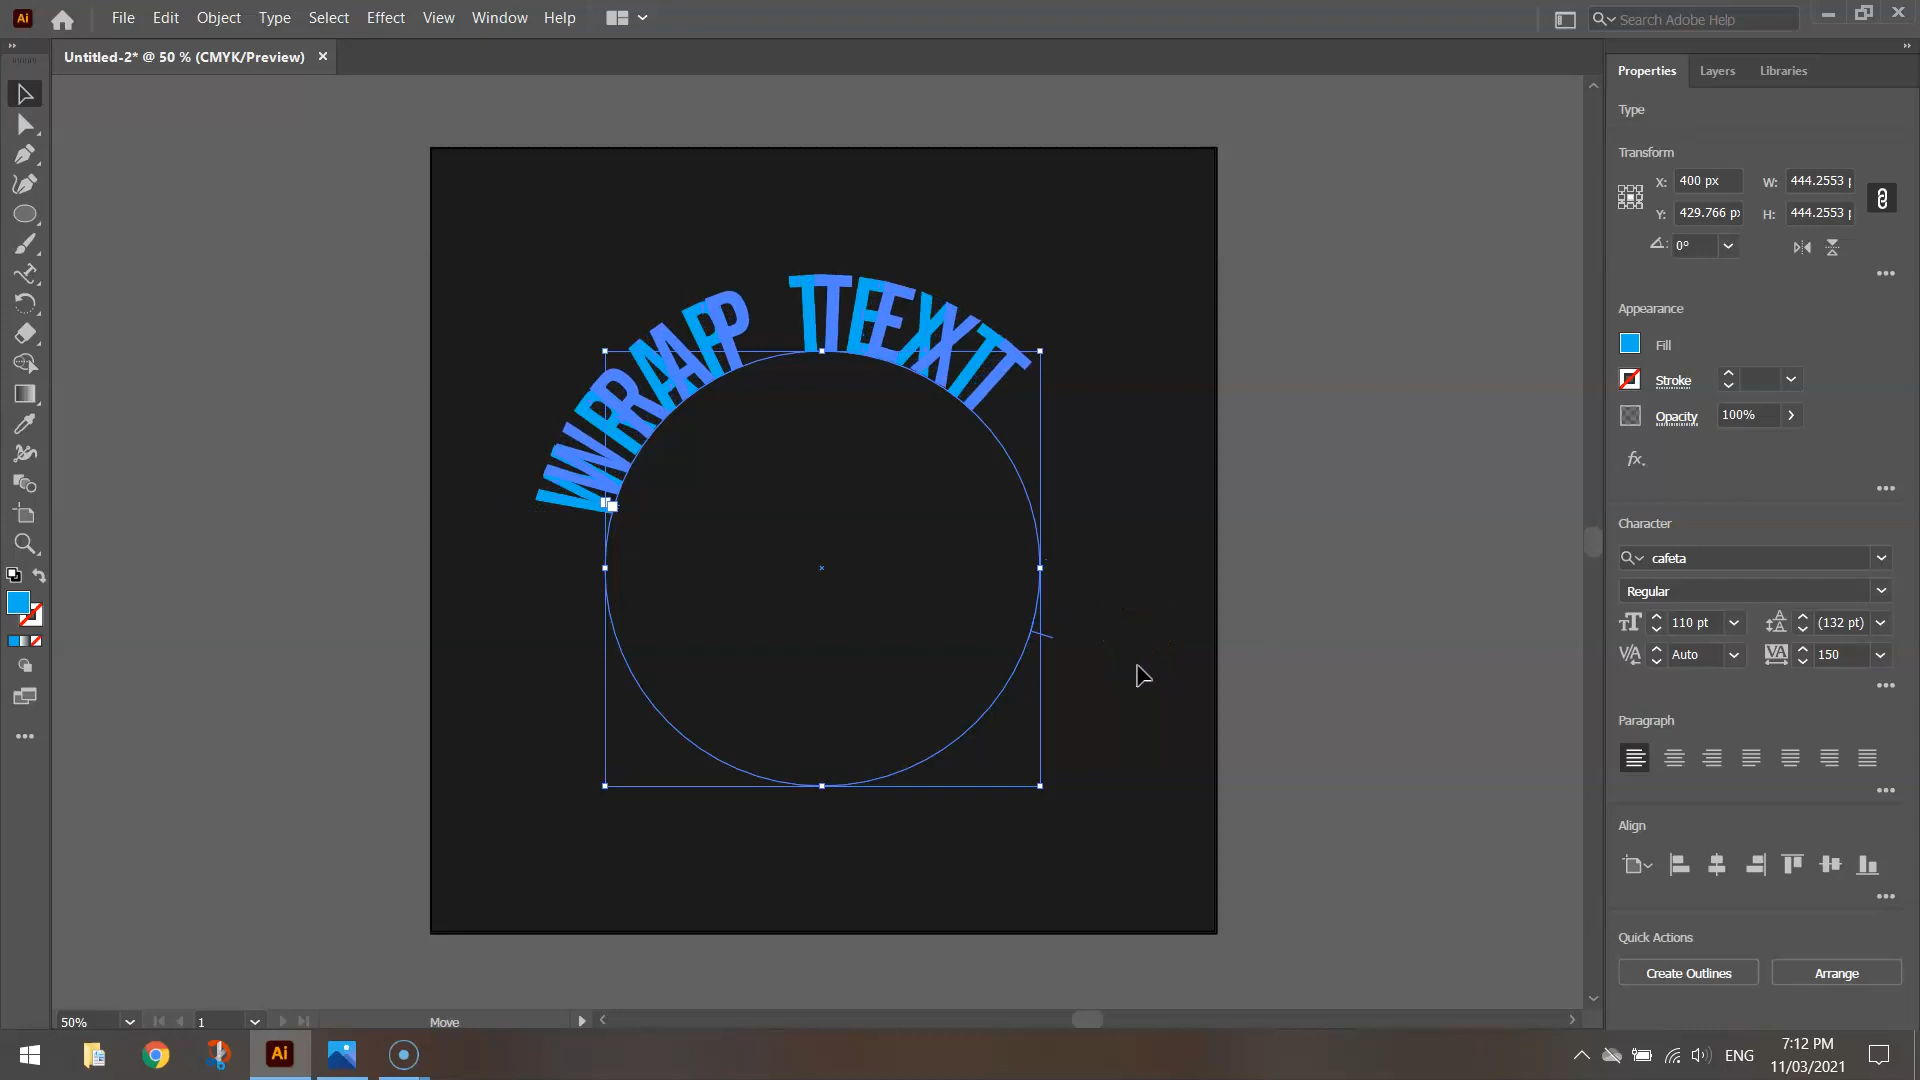 Ai File Edit Object Type Select Effect View Window Help Search Adobe Help
Untitled-2* @ 50 % (CMYK/Preview)
Properties Layers Libraries
Type
Transform
X: 400 px W: 444.2553 p
Y: 429.766 px H: 444.2553 p
0°
Appearance
Fill
Stroke
Opacity 100%
fx.
Character
cafeta
Regular
110 pt (132 pt)
Auto 150
Paragraph
Align
Quick Actions
Create Outlines Arrange
WRAP TEXT
50% 1 Move
Ai ENG 7:12 PM
11/03/2021